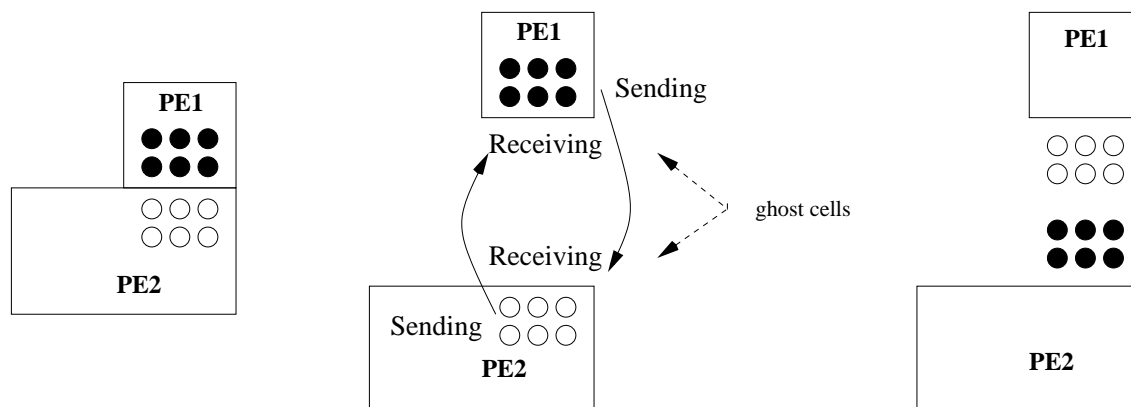 PE1
PE2
PE1
Sending
Receiving
ghost cells
Receiving
Sending
PE2
PE1
PE2